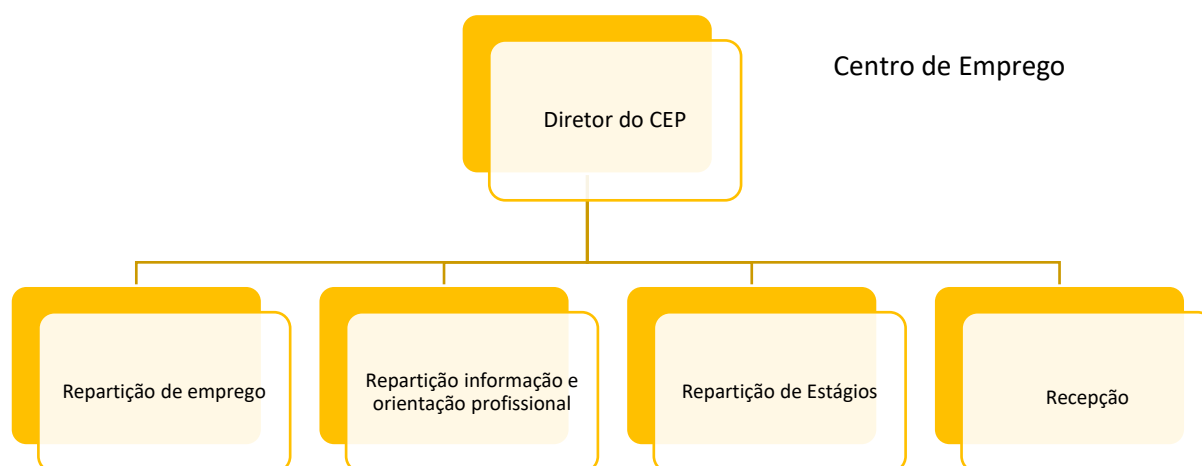 Centro de Emprego
Diretor do CEP
Repartição de emprego
Repartição informação e
orientação profissional
Repartição de Estágios
Recepção